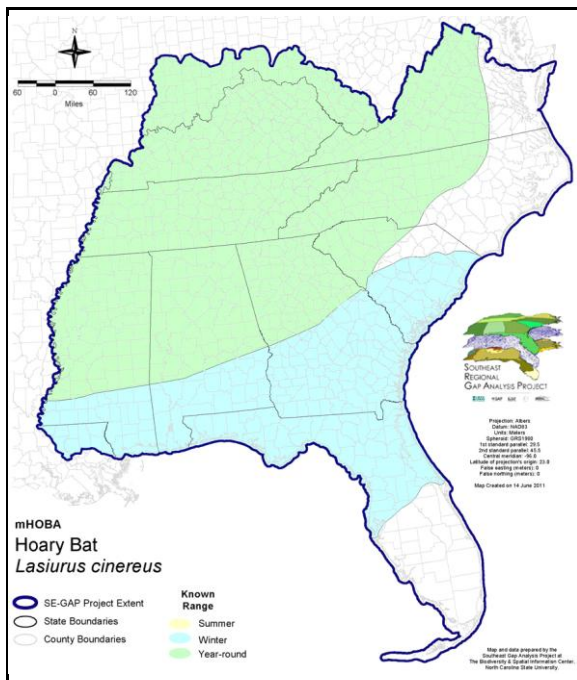 N
60 0 60 120
Miles
SOUTHEAST
REGIONAL
GAP ANALYSIS PROJECT
Projection: Albers
Datum: NAD83
Units: Meters
Spheroid: GRS1980
1st standard parallel: 29.5
2nd standard parallel: 45.5
Central meridian: -96.0
Latitude of projection's origin: 23.0
False easting (meters): 0
False northing (meters): 0
Map Created on 14 June 2011
mHOBA
Hoary Bat
Lasiurus cinereus
SE-GAP Project Extent
State Boundaries
County Boundaries
Known
Range
Summer
Winter
Year-round
Map and data prepared by the
Southeast Gap Analysis Project at
The Biodiversity & Spatial Information Center,
North Carolina State University.